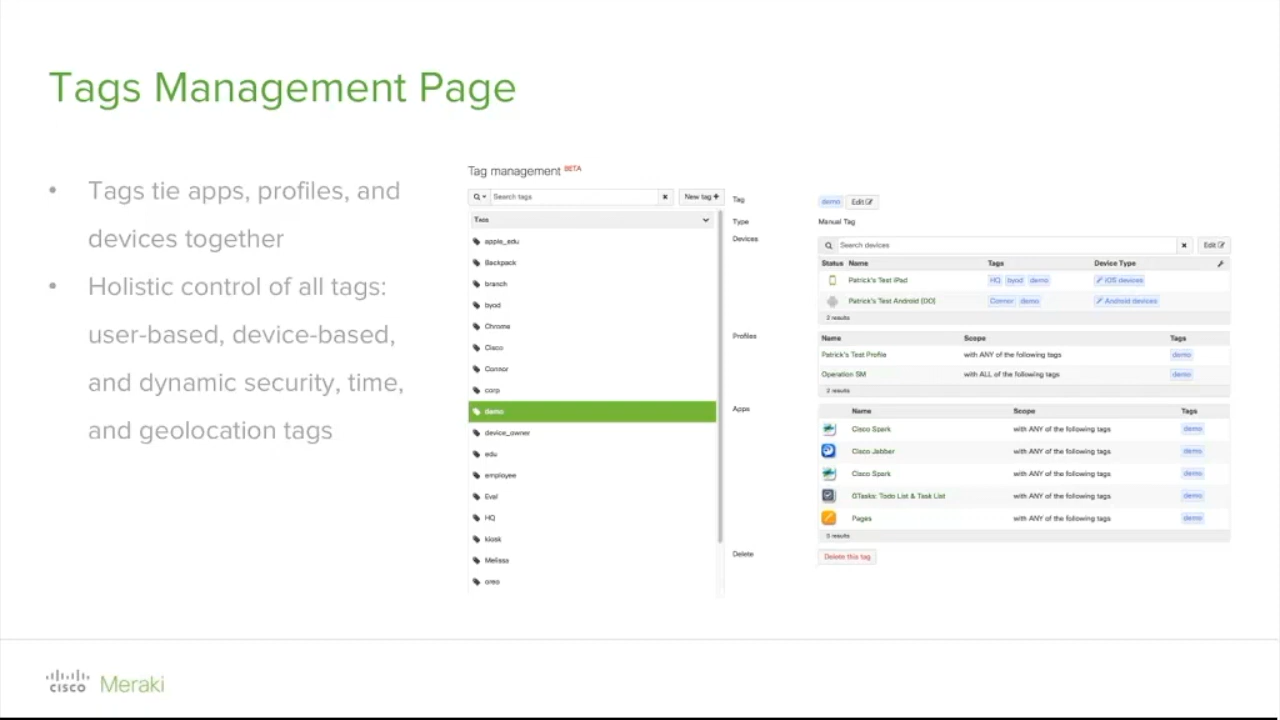 Tags Management Page
• Tags tie apps, profiles, and
devices together
• Holistic control of all tags:
user-based, device-based,
and dynamic security, time,
and geolocation tags
Tag management BETA
Search tags
New tag +
TAGS
apple_edu
Backpack
branch
byod
Chrome
Cisco
Connor
corp
demo
device_owner
edu
employee
Eval
HQ
kiosk
Melissa
oreo
Tag demo Edit
Type Manual Tag
Devices
Search devices Edit
Status Name Tags Device Type
Patrick's Test iPad HQ byod demo iOS devices
Patrick's Test Android (DO) Connor demo Android devices
2 results
Profiles
Name Scope Tags
Patrick's Test Profile with ANY of the following tags demo
Operation SM with ALL of the following tags demo
2 results
Apps
Name Scope Tags
Cisco Spark with ANY of the following tags demo
Cisco Jabber with ANY of the following tags demo
Cisco Spark with ANY of the following tags demo
GTasks: Todo List & Task List with ANY of the following tags demo
Pages with ANY of the following tags demo
5 results
Delete Delete this tag
CISCO Meraki